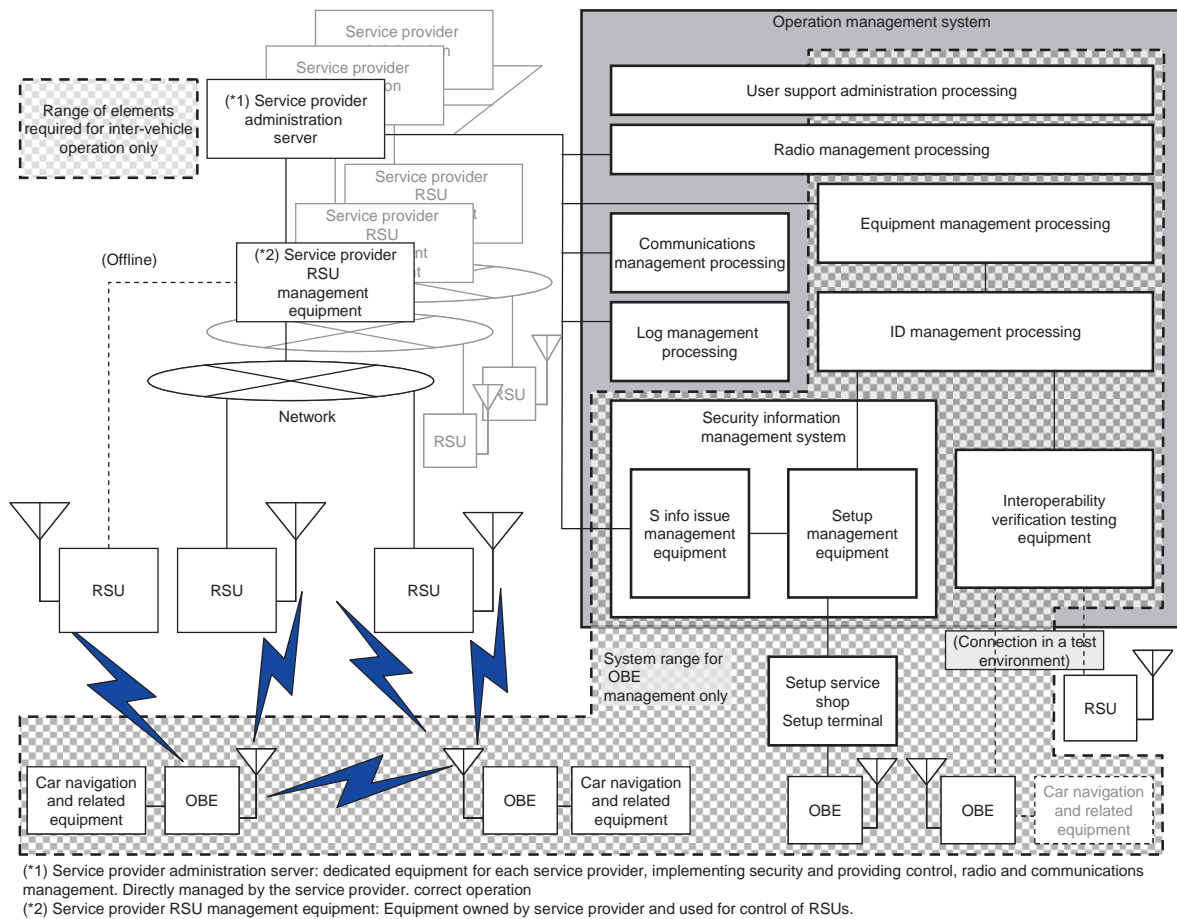 Operation management system
Service provider
Service provider
(*1) Service provider
administration
server
Range of elements
required for inter-vehicle
operation only
User support administration processing
Radio management processing
Service provider
RSU
Service provider
RSU
Equipment management processing
Communications
management processing
(Offline)
(*2) Service provider
RSU
management
equipment
ID management processing
Log management
processing
Network
RSU
RSU
Security information
management system
S info issue
management
equipment
Setup
management
equipment
Interoperability
verification testing
equipment
RSU
RSU
RSU
(Connection in a test
environment)
System range for
OBE
management only
Setup service
shop
Setup terminal
RSU
Car navigation
and related
equipment
OBE
OBE
Car navigation
and related
equipment
OBE
OBE
Car navigation
and related
equipment
(*1) Service provider administration server: dedicated equipment for each service provider, implementing security and providing control, radio and communications
management. Directly managed by the service provider. correct operation
(*2) Service provider RSU management equipment: Equipment owned by service provider and used for control of RSUs.